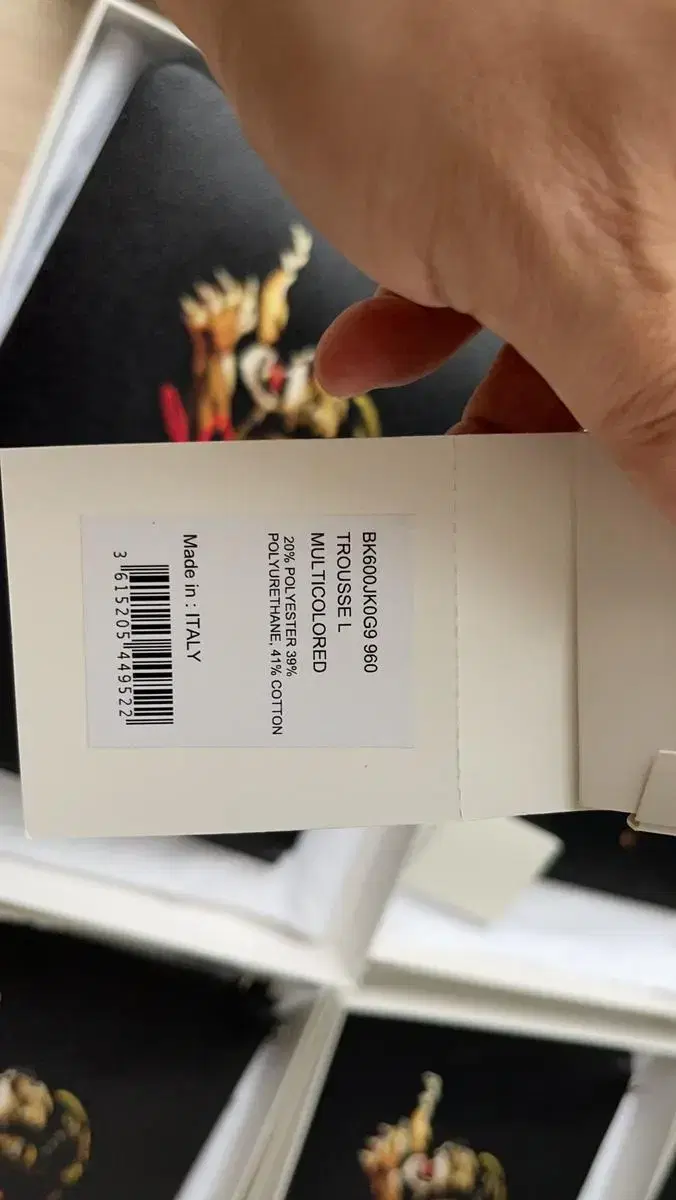 BK600JK0G9 960
TROUSSE L
MULTICOLORED
20% POLYESTER 39%
POLYURETHANE, 41% COTTON
Made in : ITALY
3 615205 449522